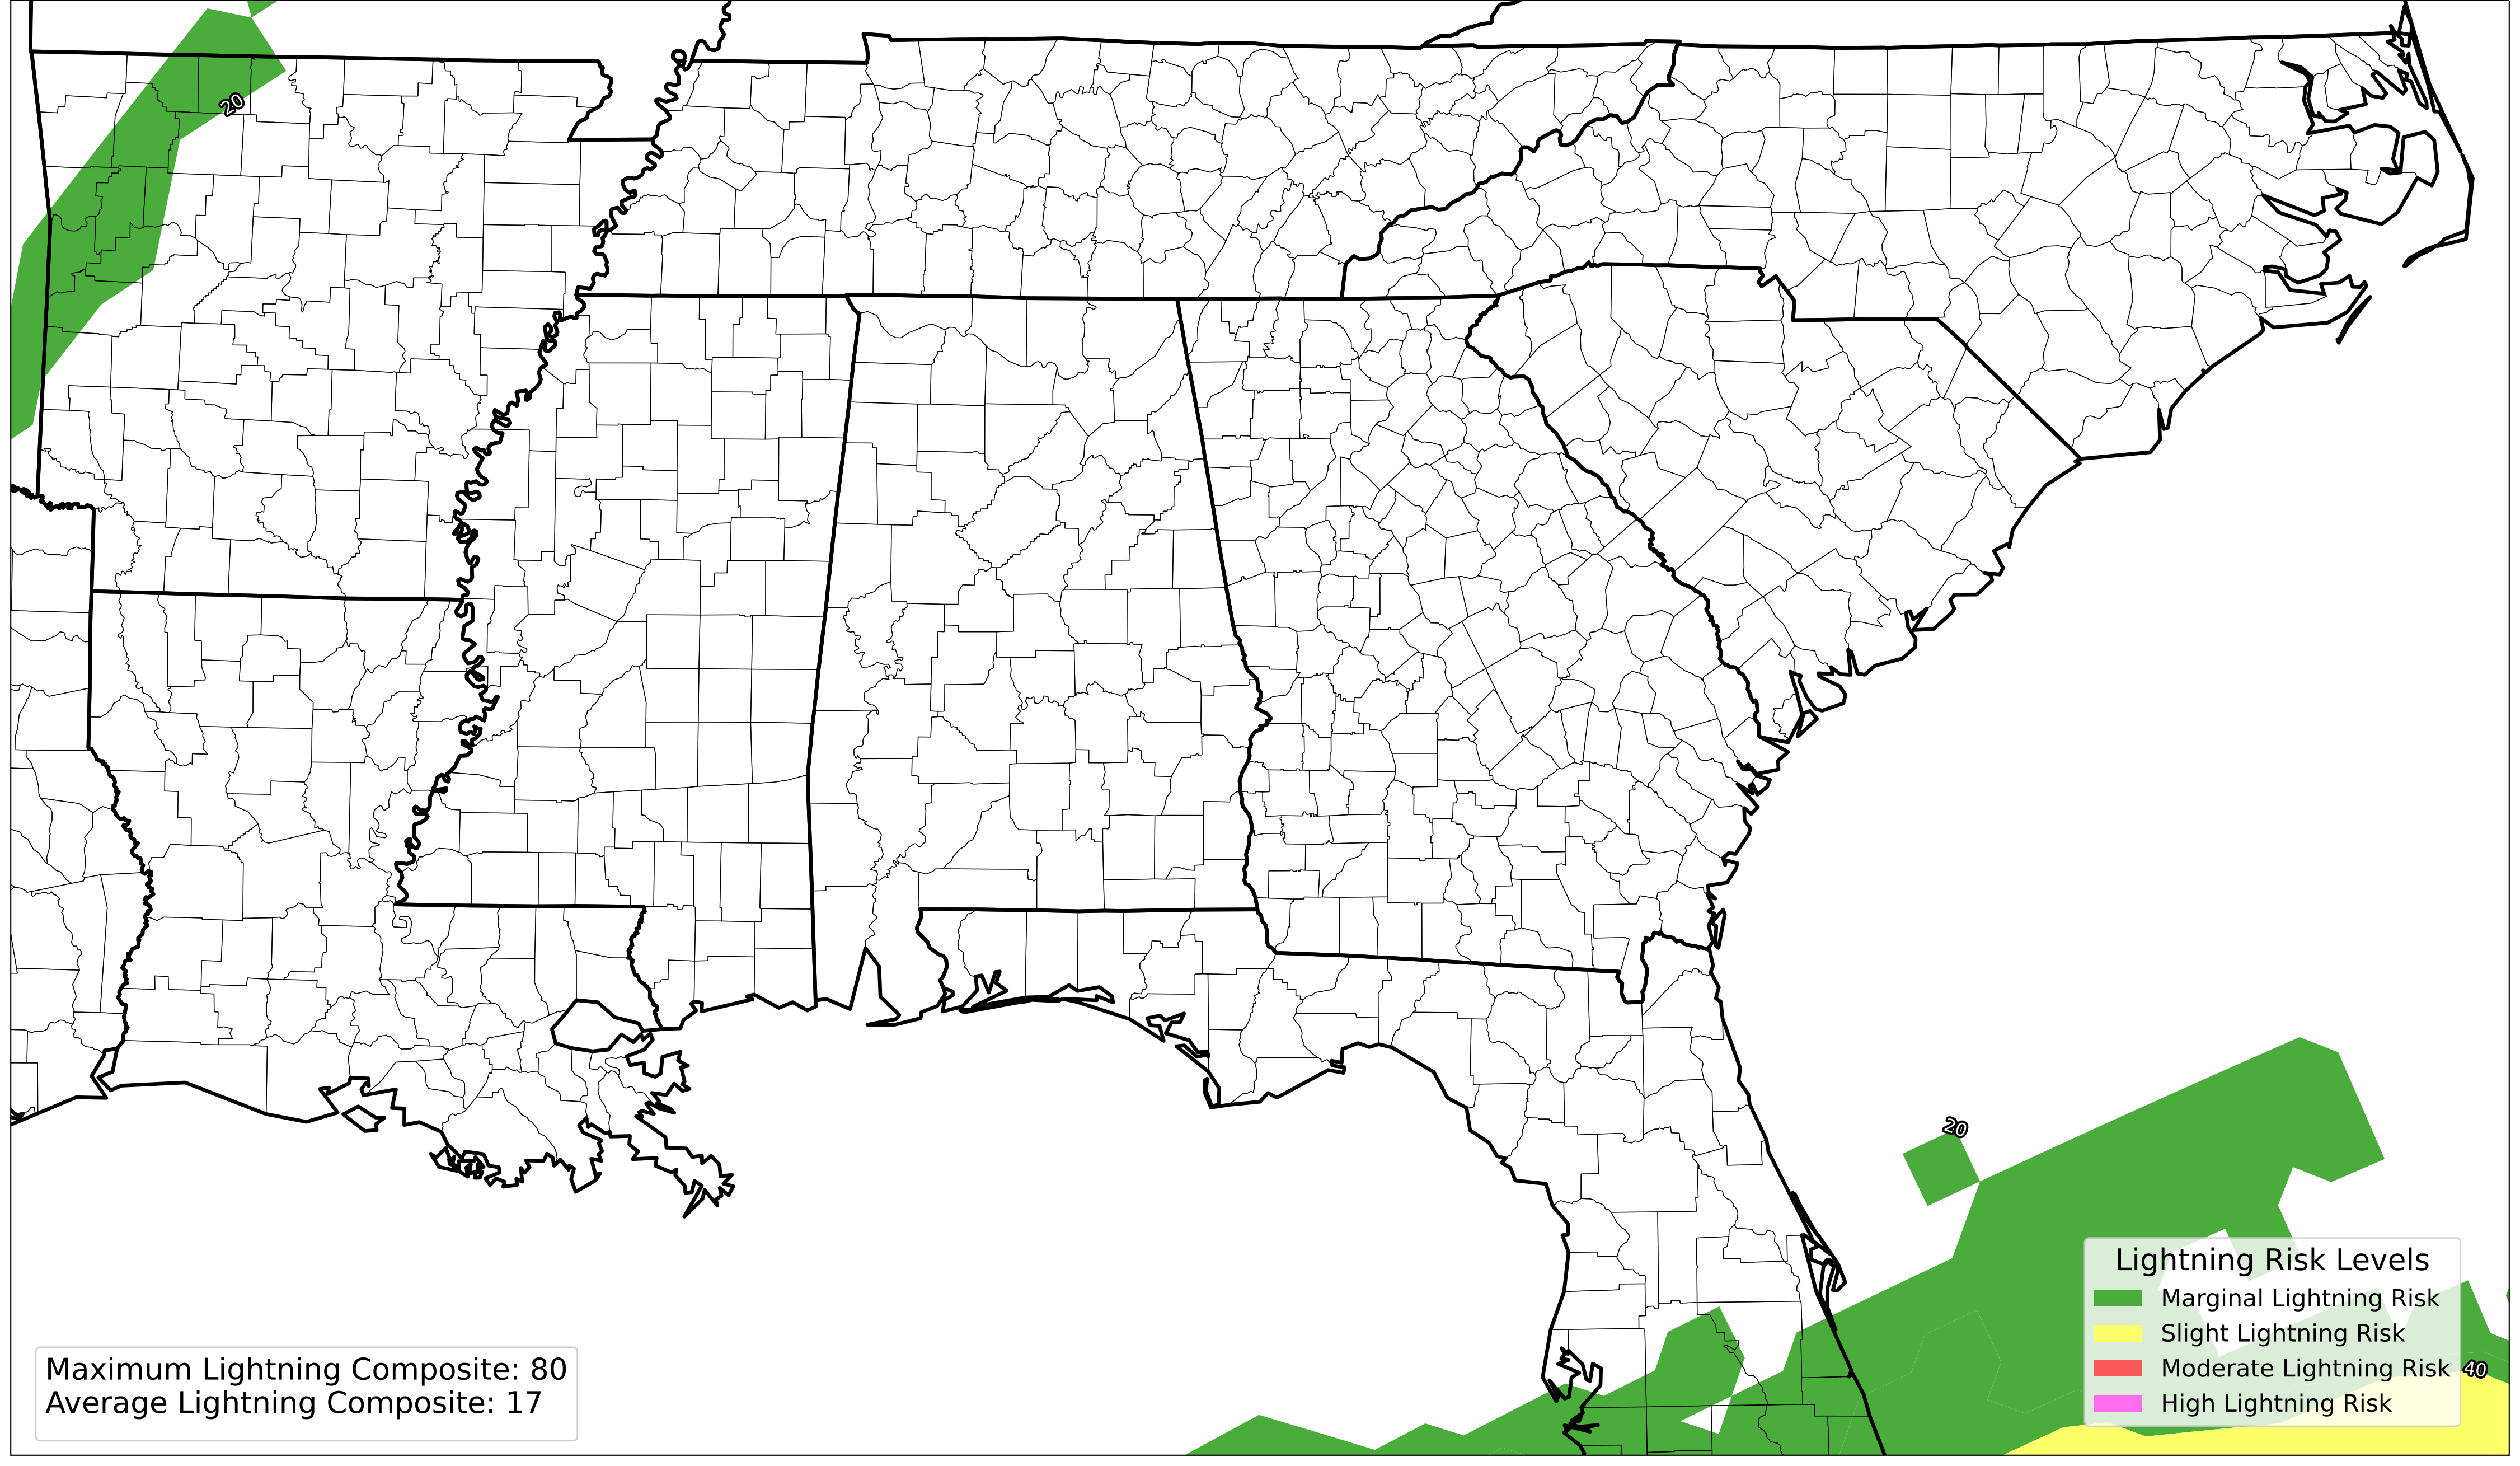 20
20
Lightning Risk Levels
Marginal Lightning Risk
Slight Lightning Risk
Moderate Lightning Risk
High Lightning Risk
40
Maximum Lightning Composite: 80
Average Lightning Composite: 17